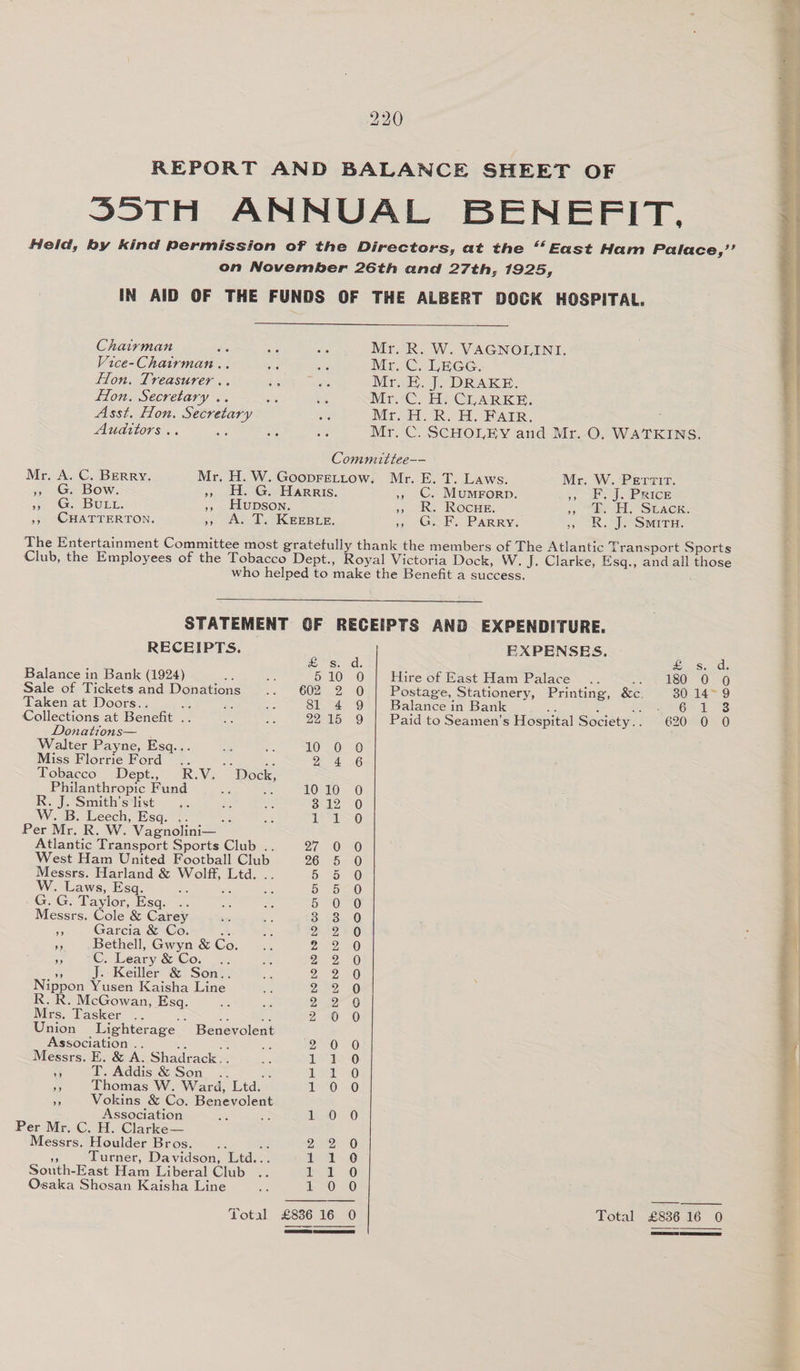 220
REPORT AND BALANCE SHEET OF
35TH ANNUAL BENEFIT,
Held, by kind permission of the Directors, at the “East Ham Palace,”
on November 26th and 27th, 1925,
IN AID OF THE FUNDS OF THE ALBERT DOCK HOSPITAL.
Chairman .. .. .. Mr. R. W. VAGNOLINI.
Vice-Chairman .. .. .. Mr. C. LEGG.
Hon. Treasurer .. .. .. Mr. E. J. DRAKE.
Hon. Secretary .. .. .. Mr. C. H. CLARKE.
Asst. Hon. Secretary .. Mr. H. R. H. FAIR.
Auditors .. .. .. .. Mr. C. SCHOLEY and Mr. O. WATKINS.
Committee——
Mr. A. C. BERRY. Mr. H. W. GOODFELLOW. Mr. E. T. LAWS. Mr. W. PETTIT.
,, G. BOW. ,, H. G. HARRIS. ,, C. MUMFORD. ,, F. J. PRICE
,, G. BULL. ,, HUDSON. ,, R. ROCHE. ,, T. H. SLACK.
,, CHATTERTON. ,, A. T. KEEBLE. ,, G. F. PARRY. ,, R. J. SMITH.
The Entertainment Committee most gratefully thank the members of The Atlantic Transport Sports
Club, the Employees of the Tobacco Dept., Royal Victoria Dock, W. J. Clarke, Esq., and all those
who helped to make the Benefit a success.
STATEMENT OF RECEIPTS AND EXPENDITURE.
RECEIPTS.
£ s. d.
Balance in Bank (1924) .. .. 5 10 0
Sale of Tickets and Donations .. 602 2 0
Taken at Doors.. .. .. .. 81 4 9
Collections at Benefit .. .. .. 22 15 9
Donations—
Walter Payne, Esq... .. .. 10 0 0
Miss Florrie Ford .. .. .. 2 4 6
Tobacco Dept., R.V. Dock,
Philanthropic Fund .. .. 10 10 0
R. J. Smith's list .. .. .. 3 12 0
W. B. Leech, Esq. .. .. .. 1 1 0
Per Mr. R. W. Vagnolini—
Atlantic Transport Sports Club .. 27 0 0
West Ham United Football Club 26 5 0
Messrs. Harland & Wolff, Ltd. .. 5 5 0
W. Laws, Esq. .. .. .. 5 5 0
G. G. Taylor, Esq. .. .. .. 5 0 0
Messrs. Cole & Carey .. .. 3 3 0
,, Garcia & Co. .. .. 2 2 0
,, Bethell, Gwyn & Co. .. 2 2 0
,, C. Leary & Co. .. .. 2 2 0
,, J. Keiller & Son.. .. 2 2 0
Nippon Yusen Kaisha Line .. 2 2 0
R. R. McGowan, Esq. .. .. 2 2 0
Mrs. Tasker .. .. .. 2 0 0
Union Lighterage Benevolent
Association .. .. .. .. 2 0 0
Messrs. E. & A. Shadrack.. .. 1 1 0
,, T. Addis & Son .. .. 1 1 0
,, Thomas W. Ward, Ltd. 1 0 0
,, Vokins & Co. Benevolent
Association .. .. 1 0 0
Per Mr. C. H. Clarke—
Messrs. Houlder Bros. .. .. 2 2 0
,, Turner, Davidson, Ltd... 1 1 0
South-East Ham Liberal Club .. 1 1 0
Osaka Shosan Kaisha Line .. 1 0 0
Total £836 16 0
EXPENSES.
£ s. d.
Hire of East Ham Palace .. .. 180 0 0
Postage, Stationery, Printing, &c. 30 14 9
Balance in Bank .. .. .. 6 1 3
Paid to Seamen's Hospital Society.. 620 0 0
Total £836 16 0